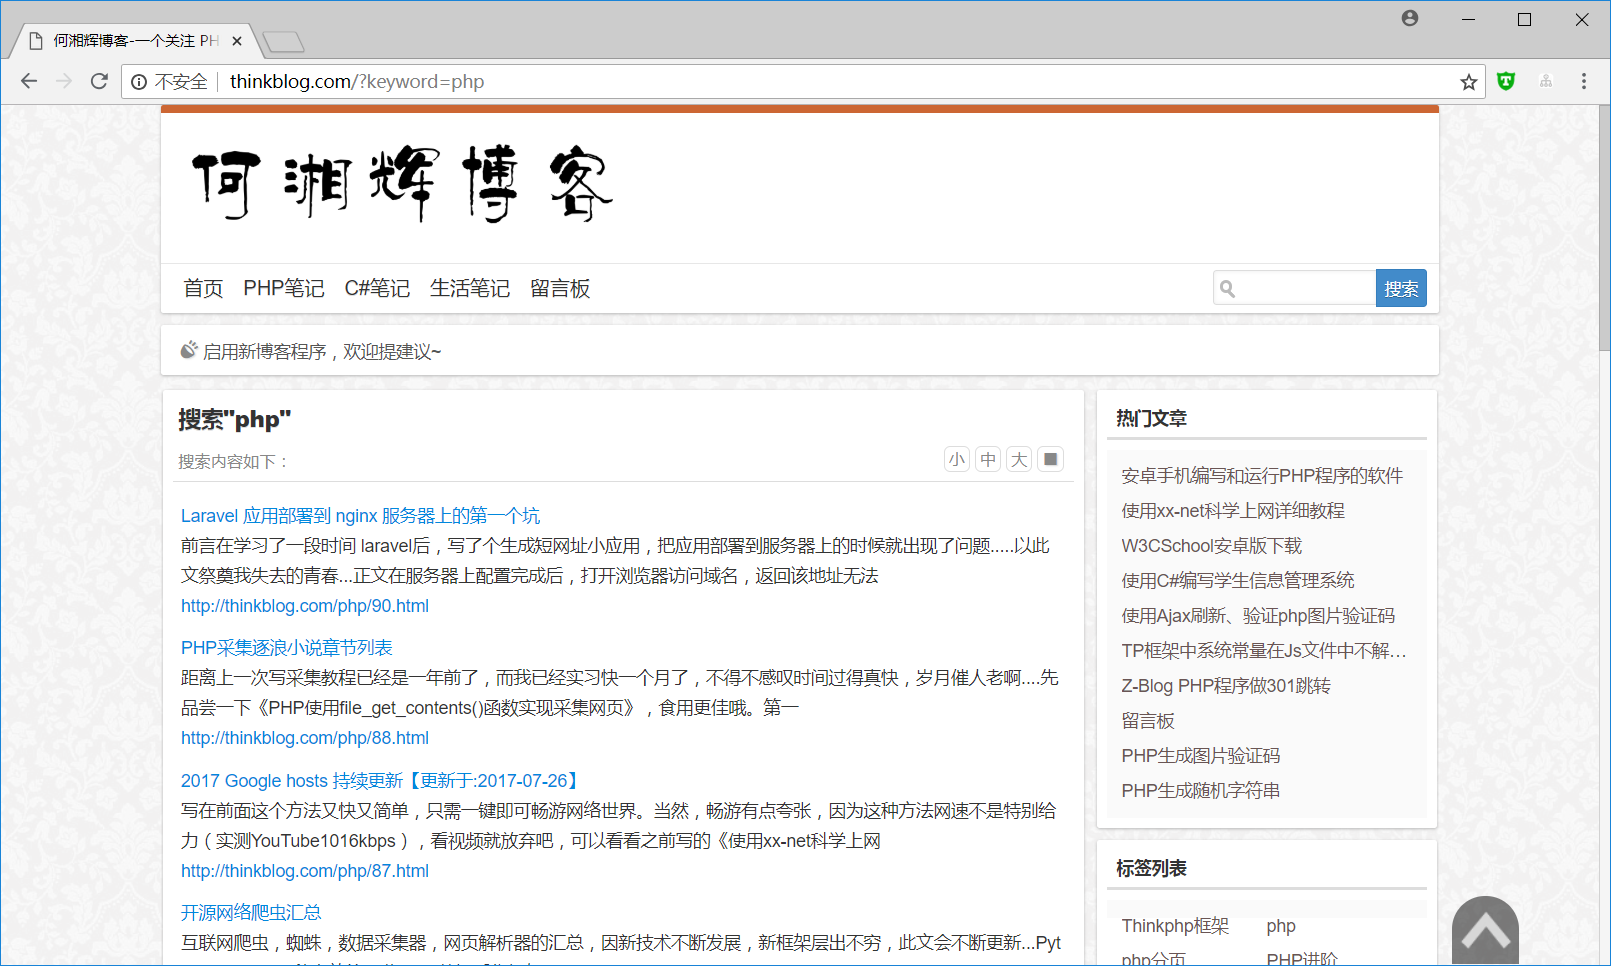 何湘辉博客-一个关注 PH
不安全 thinkblog.com/?keyword=php
何湘辉博客
首页 PHP笔记 C#笔记 生活笔记 留言板 搜索
启用新博客程序，欢迎提建议~
搜索"php"
搜索内容如下：
小 中 大
Laravel 应用部署到 nginx 服务器上的第一个坑
前言在学习了一段时间 laravel后，写了个生成短网址小应用，把应用部署到服务器上的时候就出现了问题.....以此
文祭奠我失去的青春...正文在服务器上配置完成后，打开浏览器访问域名，返回该地址无法
http://thinkblog.com/php/90.html
PHP采集逐浪小说章节列表
距离上一次写采集教程已经是一年前了，而我已经实习快一个月了，不得不感叹时间过得真快，岁月催人老啊....先
品尝一下《PHP使用file_get_contents()函数实现采集网页》，食用更佳哦。第一
http://thinkblog.com/php/88.html
2017 Google hosts 持续更新【更新于:2017-07-26】
写在前面这个方法又快又简单，只需一键即可畅游网络世界。当然，畅游有点夸张，因为这种方法网速不是特别给
力（实测YouTube1016kbps），看视频就放弃吧，可以看看之前写的《使用xx-net科学上网
http://thinkblog.com/php/87.html
开源网络爬虫汇总
互联网爬虫，蜘蛛，数据采集器，网页解析器的汇总，因新技术不断发展，新框架层出不穷，此文会不断更新...Pyt
热门文章
安卓手机编写和运行PHP程序的软件
使用xx-net科学上网详细教程
W3CSchool安卓版下载
使用C#编写学生信息管理系统
使用Ajax刷新、验证php图片验证码
TP框架中系统常量在Js文件中不解...
Z-Blog PHP程序做301跳转
留言板
PHP生成图片验证码
PHP生成随机字符串
标签列表
Thinkphp框架 php
php分页 PHP进阶